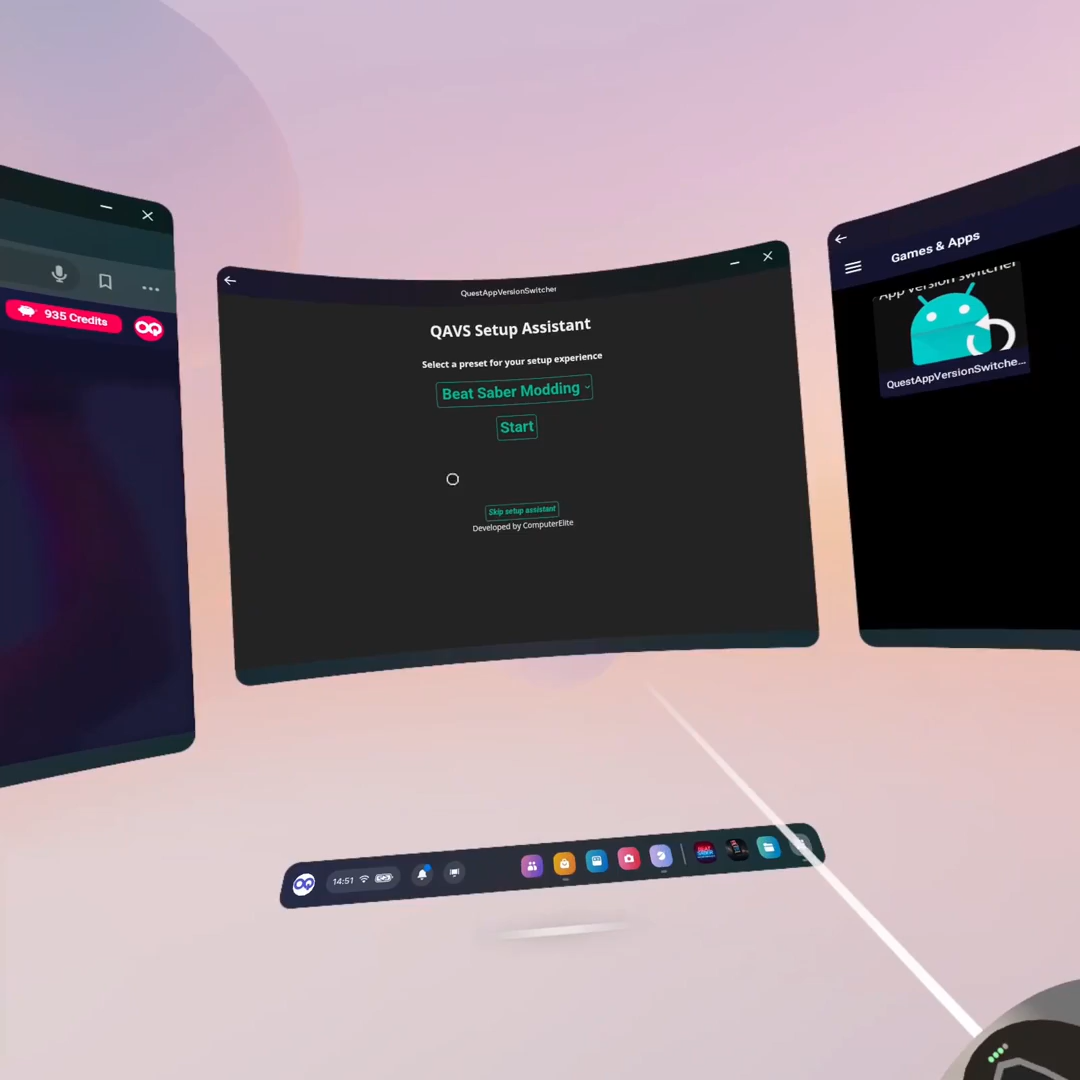 935 Credits
QuestAppVersionSwitcher
QAVS Setup Assistant
Select a preset for your setup experience
Beat Saber Modding
Start
Skip setup assistant
Developed by ComputerElite
Games & Apps
App Version Switcher
QuestAppVersionSwitche...
14:51